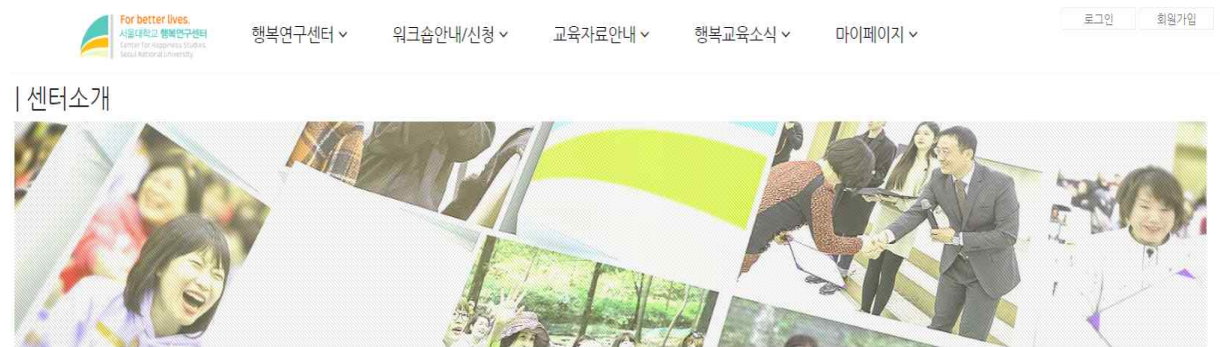 For better lives.
서울대학교 행복연구센터
Center for Happiness Studies
Seoul National University
행복연구센터
워크숍안내/신청
교육자료안내
행복교육소식
마이페이지
로그인
회원가입
| 센터소개